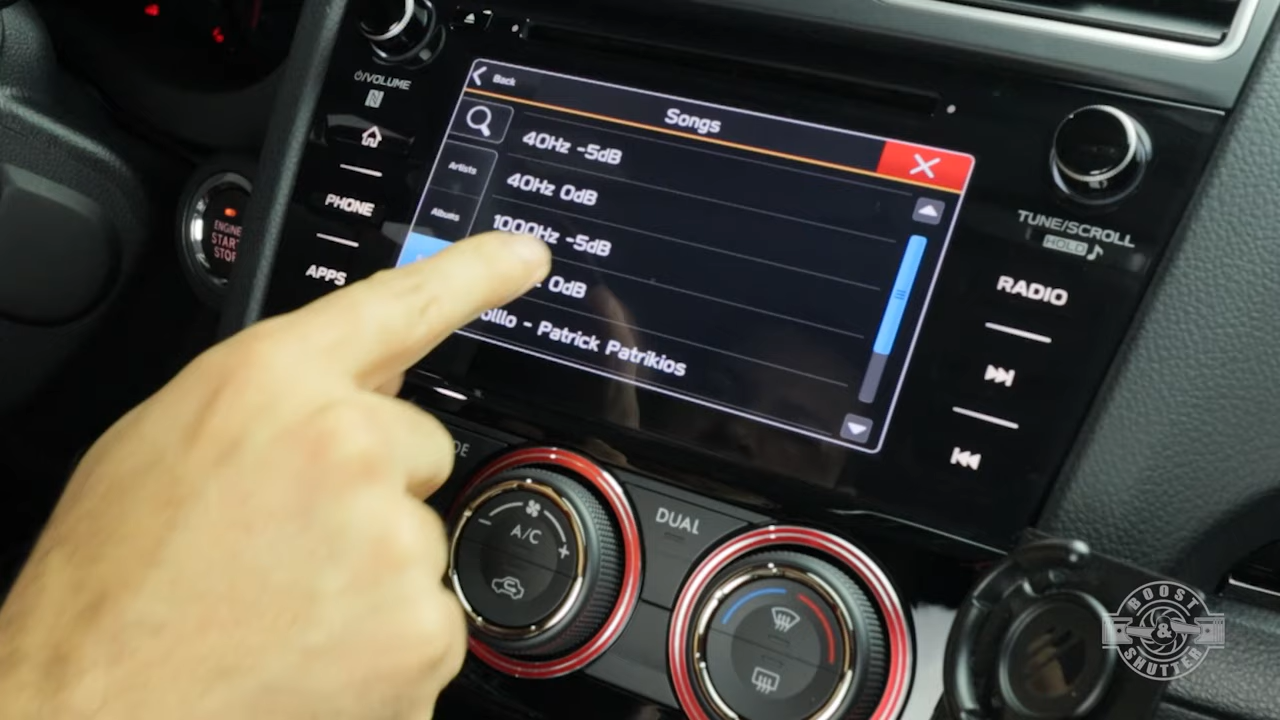 VOLUME
Back
Songs
40Hz -5dB
Artists
40Hz 0dB
Albums
1000Hz -5dB
0dB
- Patrick Patrikios
PHONE
APPS
ENGINE
START
STOP
TUNE/SCROLL
HOLD
RADIO
A/C
DUAL
BOOST
&
SHUTTER